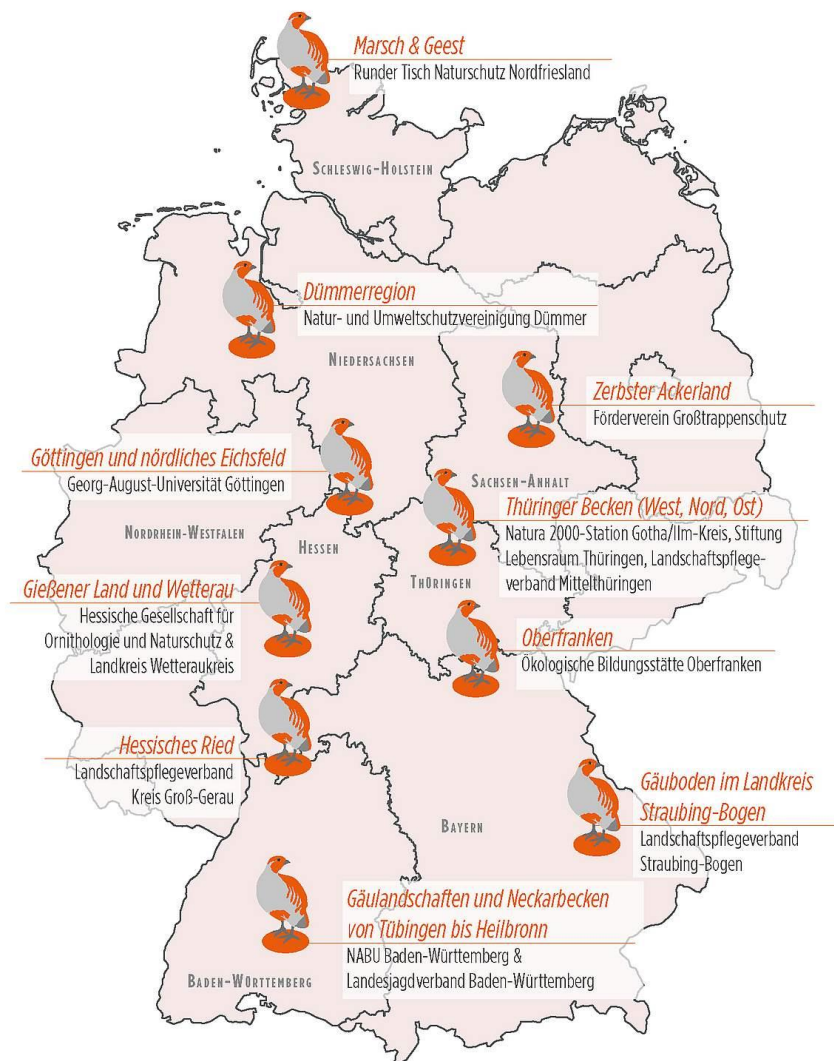 Marsch & Geest
Runder Tisch Naturschutz Nordfriesland
Schleswig-Holstein
Dümmerregion
Natur- und Umweltschutzvereinigung Dümmer
Niedersachsen
Zerbster Ackerland
Förderverein Großtrappenschutz
Göttingen und nördliches Eichsfeld
Georg-August-Universität Göttingen
Sachsen-Anhalt
Thüringer Becken (West, Nord, Ost)
Natura 2000-Station Gotha/Ilm-Kreis, Stiftung
Lebensraum Thüringen, Landschaftspflege-
verband Mittelthüringen
Nordrhein-Westfalen
Hessen
Thüringen
Gießener Land und Wetterau
Hessische Gesellschaft für
Ornithologie und Naturschutz &
Landkreis Wetteraukreis
Oberfranken
Ökologische Bildungsstätte Oberfranken
Hessisches Ried
Landschaftspflegeverband
Kreis Groß-Gerau
Gäuboden im Landkreis
Straubing-Bogen
Landschaftspflegeverband
Straubing-Bogen
Bayern
Gäulandschaften und Neckarbecken
von Tübingen bis Heilbronn
NABU Baden-Württemberg &
Landesjagdverband Baden-Württemberg
Baden-Württemberg